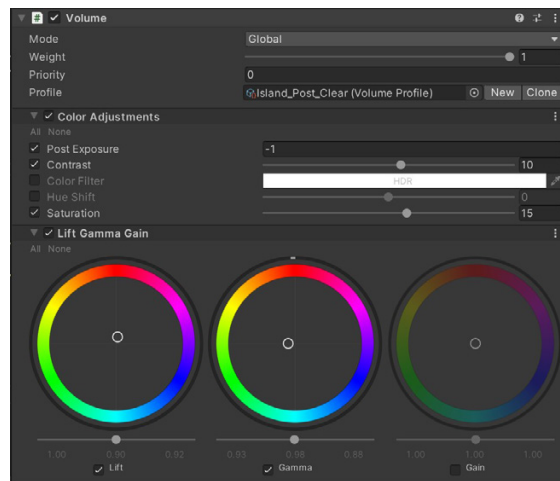 Volume
Mode Global
Weight 1
Priority 0
Profile Island_Post_Clear (Volume Profile) New Clone
Color Adjustments
All None
Post Exposure -1
Contrast 10
Color Filter HDR
Hue Shift 0
Saturation 15
Lift Gamma Gain
All None
1.00 0.90 0.92 0.93 0.98 0.88 1.00 1.00 1.00
Lift Gamma Gain